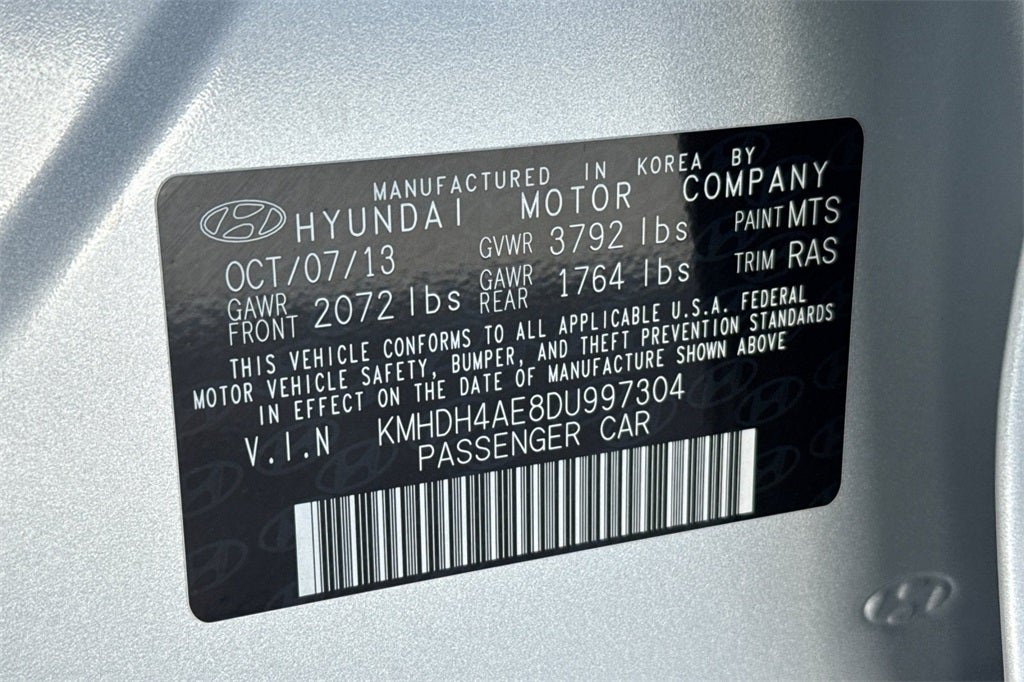 MANUFACTURED IN KOREA BY
HYUNDAI MOTOR COMPANY
OCT/07/13 GVWR 3792 lbs PAINT MTS
GAWR FRONT 2072 lbs GAWR REAR 1764 lbs TRIM RAS
THIS VEHICLE CONFORMS TO ALL APPLICABLE U.S.A. FEDERAL
MOTOR VEHICLE SAFETY, BUMPER, AND THEFT PREVENTION STANDARDS
IN EFFECT ON THE DATE OF MANUFACTURE SHOWN ABOVE
V.I.N KMHDH4AE8DU997304
PASSENGER CAR